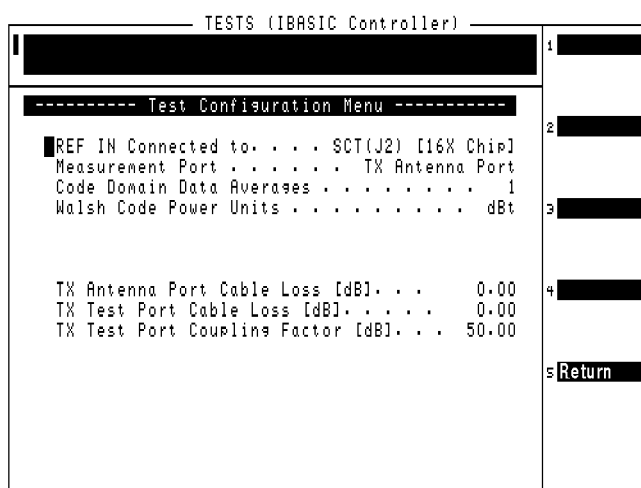 TESTS (IBASIC Controller)
1
---------- Test Configuration Menu -----------
2
REF IN Connected to. . . . SCT(J2) [16X Chip]
Measurement Port . . . . . . TX Antenna Port
Code Domain Data Averages . . . . . . . . 1
Walsh Code Power Units . . . . . . . . . dBt
3
TX Antenna Port Cable Loss [dB]. . . 0.00
4
TX Test Port Cable Loss [dB]. . . . . 0.00
TX Test Port Coupling Factor [dB]. . . 50.00
5 Return